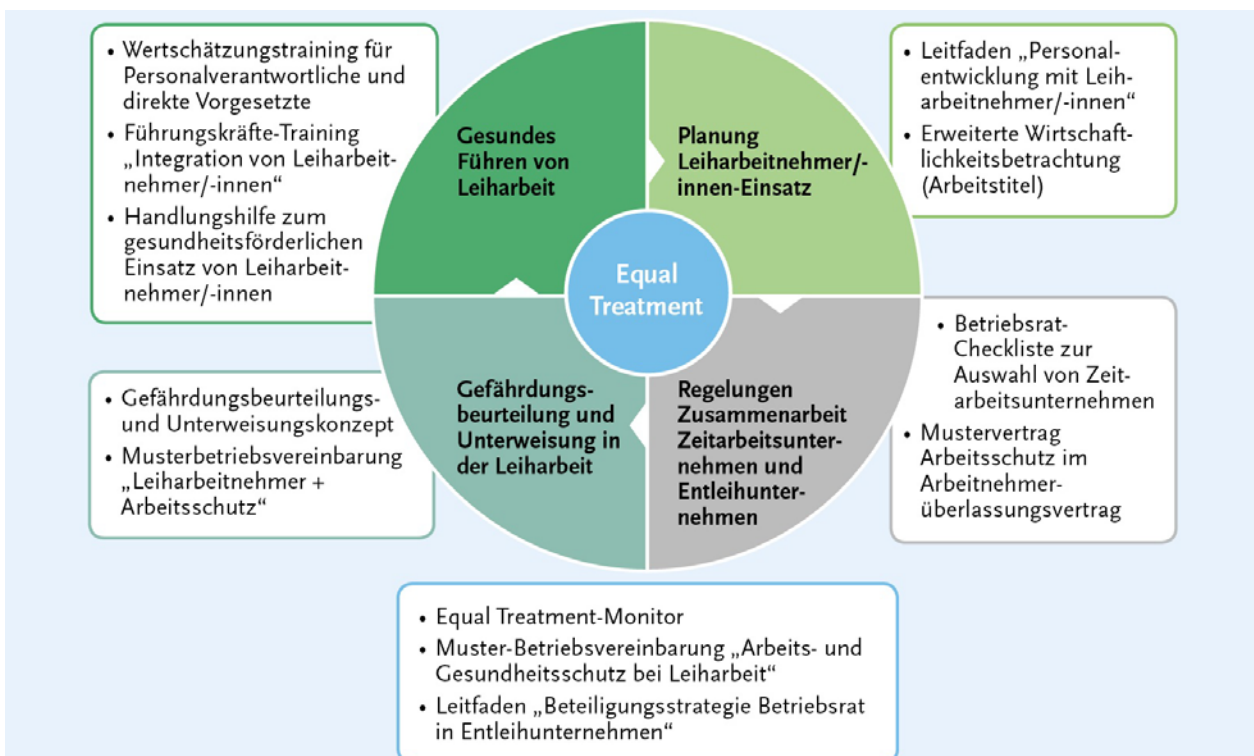 • Wertschätzungstraining für
Personalverantwortliche und
direkte Vorgesetzte
• Führungskräfte-Training
„Integration von Leiharbeit-
nehmer/-innen“
• Handlungshilfe zum
gesundheitsförderlichen
Einsatz von Leiharbeit-
nehmer/-innen
Gesundes
Führen von
Leiharbeit
Planung
Leiharbeitnehmer/-
innen-Einsatz
• Leitfaden „Personal-
entwicklung mit Leih-
arbeitnehmer/-innen“
• Erweiterte Wirtschaft-
lichkeitsbetrachtung
(Arbeitstitel)
Equal
Treatment
• Gefährdungsbeurteilungs-
und Unterweisungskonzept
• Musterbetriebsvereinbarung
„Leiharbeitnehmer +
Arbeitsschutz“
Gefährdungs-
beurteilung und
Unterweisung in
der Leiharbeit
Regelungen
Zusammenarbeit
Zeitarbeitsunter-
nehmen und
Entleihunter-
nehmen
• Betriebsrat-
Checkliste zur
Auswahl von Zeit-
arbeitsunternehmen
• Mustervertrag
Arbeitsschutz im
Arbeitnehmer-
überlassungsvertrag
• Equal Treatment-Monitor
• Muster-Betriebsvereinbarung „Arbeits- und
Gesundheitsschutz bei Leiharbeit“
• Leitfaden „Beteiligungsstrategie Betriebsrat
in Entleihunternehmen“